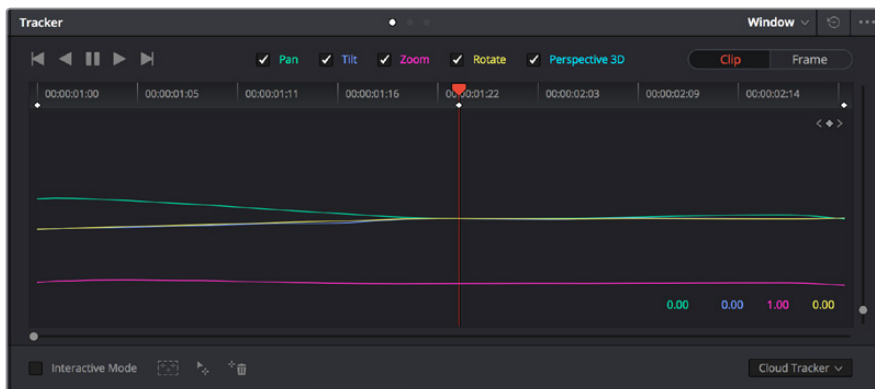 Tracker
Window
Pan Tilt Zoom Rotate Perspective 3D Clip Frame
00:00:01:00 00:00:01:05 00:00:01:11 00:00:01:16 00:00:01:22 00:00:02:03 00:00:02:09 00:00:02:14
0.00 0.00 1.00 0.00
Interactive Mode Cloud Tracker